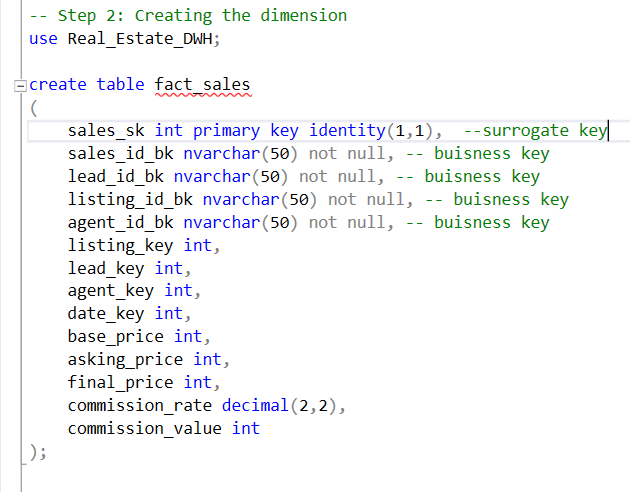 -- Step 2: Creating the dimension
use Real_Estate_DWH;
create table fact_sales
(
sales_sk int primary key identity(1,1),  --surrogate key
sales_id_bk nvarchar(50) not null, -- buisness key
lead_id_bk nvarchar(50) not null, -- buisness key
listing_id_bk nvarchar(50) not null, -- buisness key
agent_id_bk nvarchar(50) not null, -- buisness key
listing_key int,
lead_key int,
agent_key int,
date_key int,
base_price int,
asking_price int,
final_price int,
commission_rate decimal(2,2),
commission_value int
);